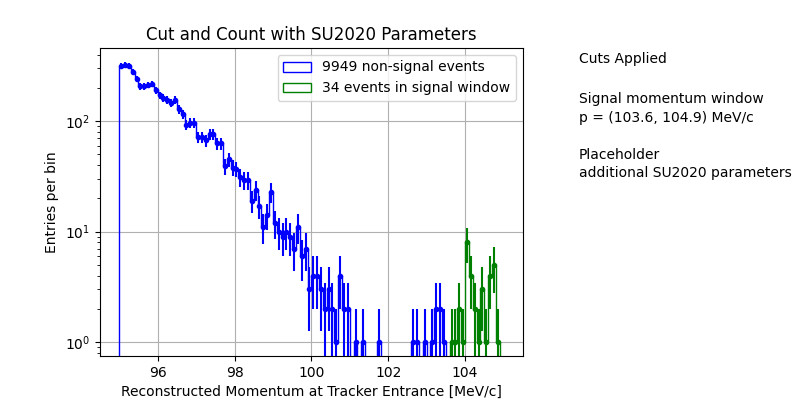 Cut and Count with SU2020 Parameters
9949 non-signal events
34 events in signal window
Entries per bin
10²
10¹
10⁰
96
98
100
102
104
Reconstructed Momentum at Tracker Entrance [MeV/c]
Cuts Applied
Signal momentum window
p = (103.6, 104.9) MeV/c
Placeholder
additional SU2020 parameters